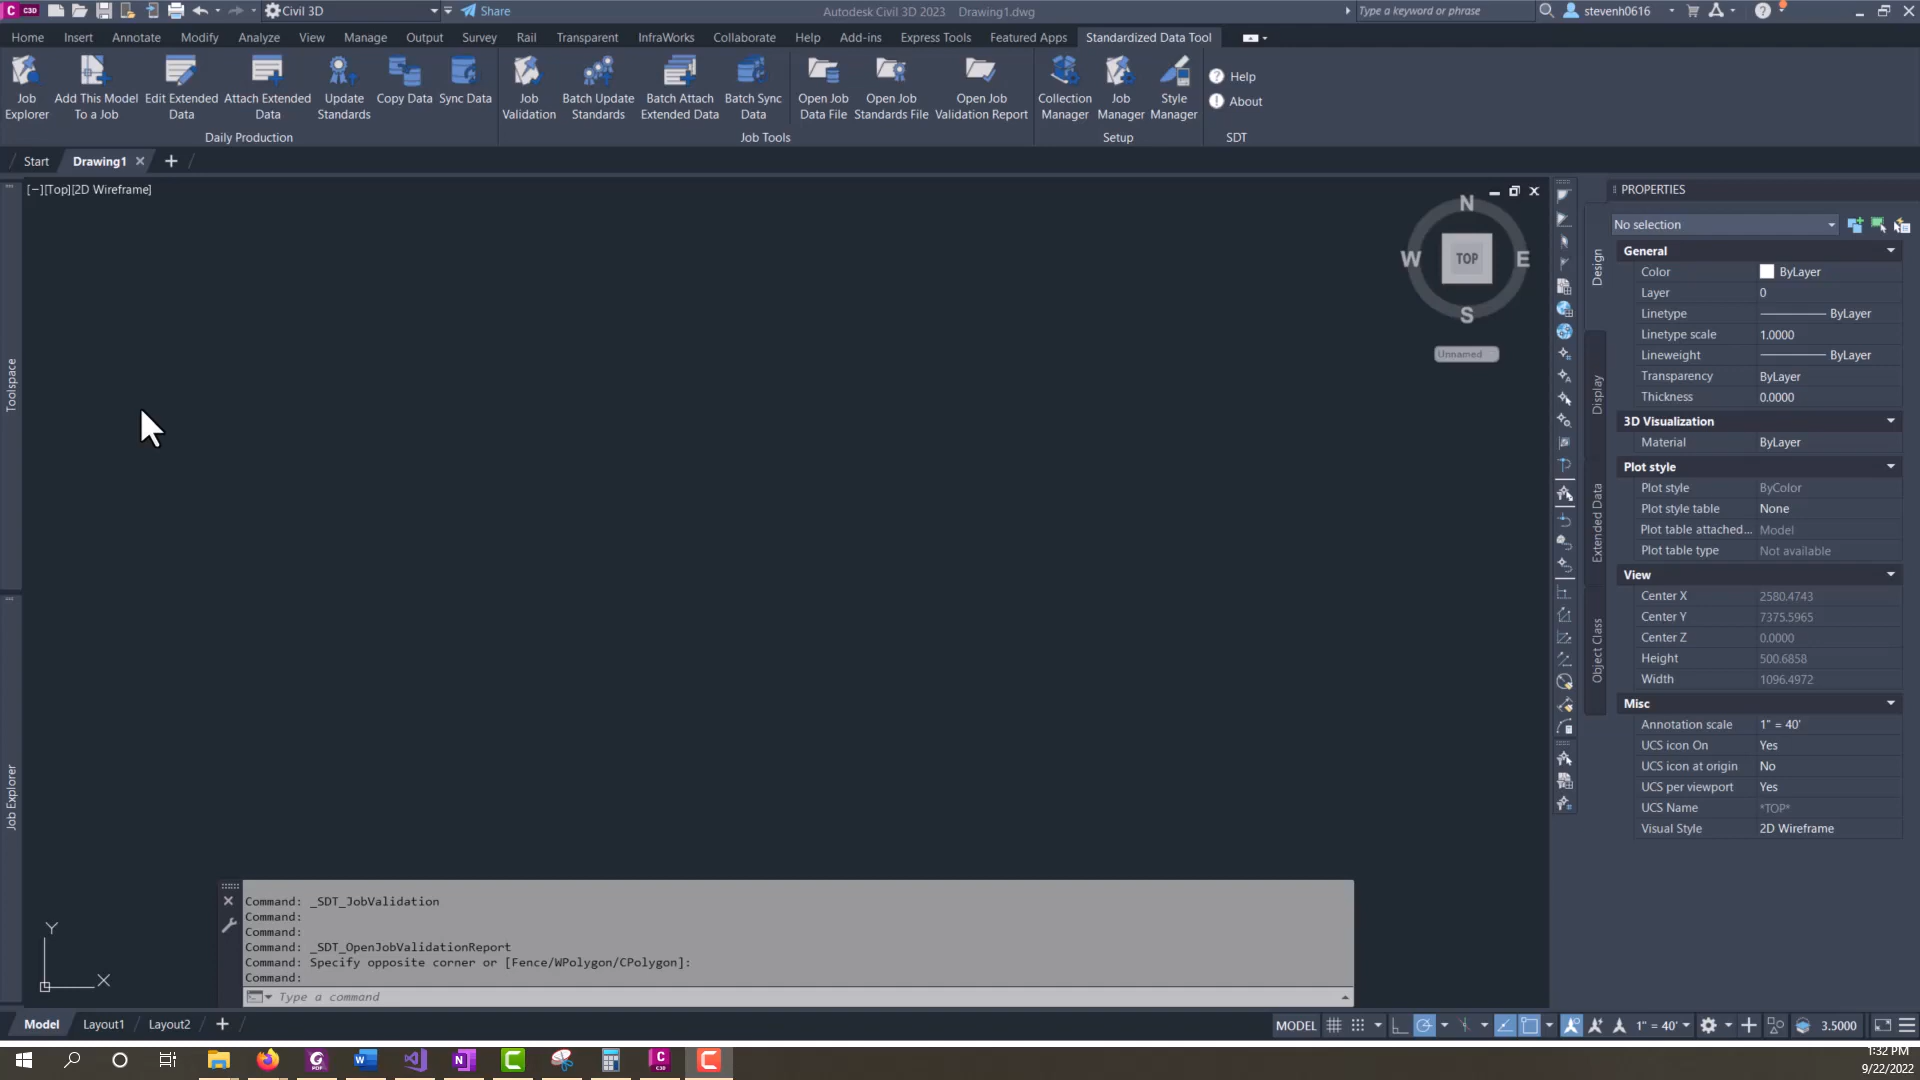 C C3D Civil 3D Share Autodesk Civil 3D 2023 Drawing1.dwg Type a keyword or phrase stevenh0616
Home Insert Annotate Modify Analyze View Manage Output Survey Rail Transparent InfraWorks Collaborate Help Add-ins Express Tools Featured Apps Standardized Data Tool
Job Explorer
Add This Model To a Job
Edit Extended Data
Attach Extended Data
Update Standards
Copy Data
Sync Data
Job Validation
Batch Update Standards
Batch Attach Extended Data
Batch Sync Data
Open Job Data File
Open Job Standards File
Open Job Validation Report
Collection Manager
Job Manager
Style Manager
Help
About
Daily Production Job Tools Setup SDT
Start Drawing1
[−][Top][2D Wireframe]
Toolspace
Job Explorer
N
W TOP E
S
Unnamed
Design
Display
Extended Data
Object Class
PROPERTIES
No selection
General
Color ByLayer
Layer 0
Linetype ByLayer
Linetype scale 1.0000
Lineweight ByLayer
Transparency ByLayer
Thickness 0.0000
3D Visualization
Material ByLayer
Plot style
Plot style ByColor
Plot style table None
Plot table attached... Model
Plot table type Not available
View
Center X 2580.4743
Center Y 7375.5965
Center Z 0.0000
Height 500.6858
Width 1096.4972
Misc
Annotation scale 1" = 40'
UCS icon On Yes
UCS icon at origin No
UCS per viewport Yes
UCS Name *TOP*
Visual Style 2D Wireframe
Y
X
Command: _SDT_JobValidation
Command:
Command:
Command: _SDT_OpenJobValidationReport
Command: Specify opposite corner or [Fence/WPolygon/CPolygon]:
Command:
Type a command
Model Layout1 Layout2
MODEL 1" = 40' 3.5000
1:32 PM
9/22/2022